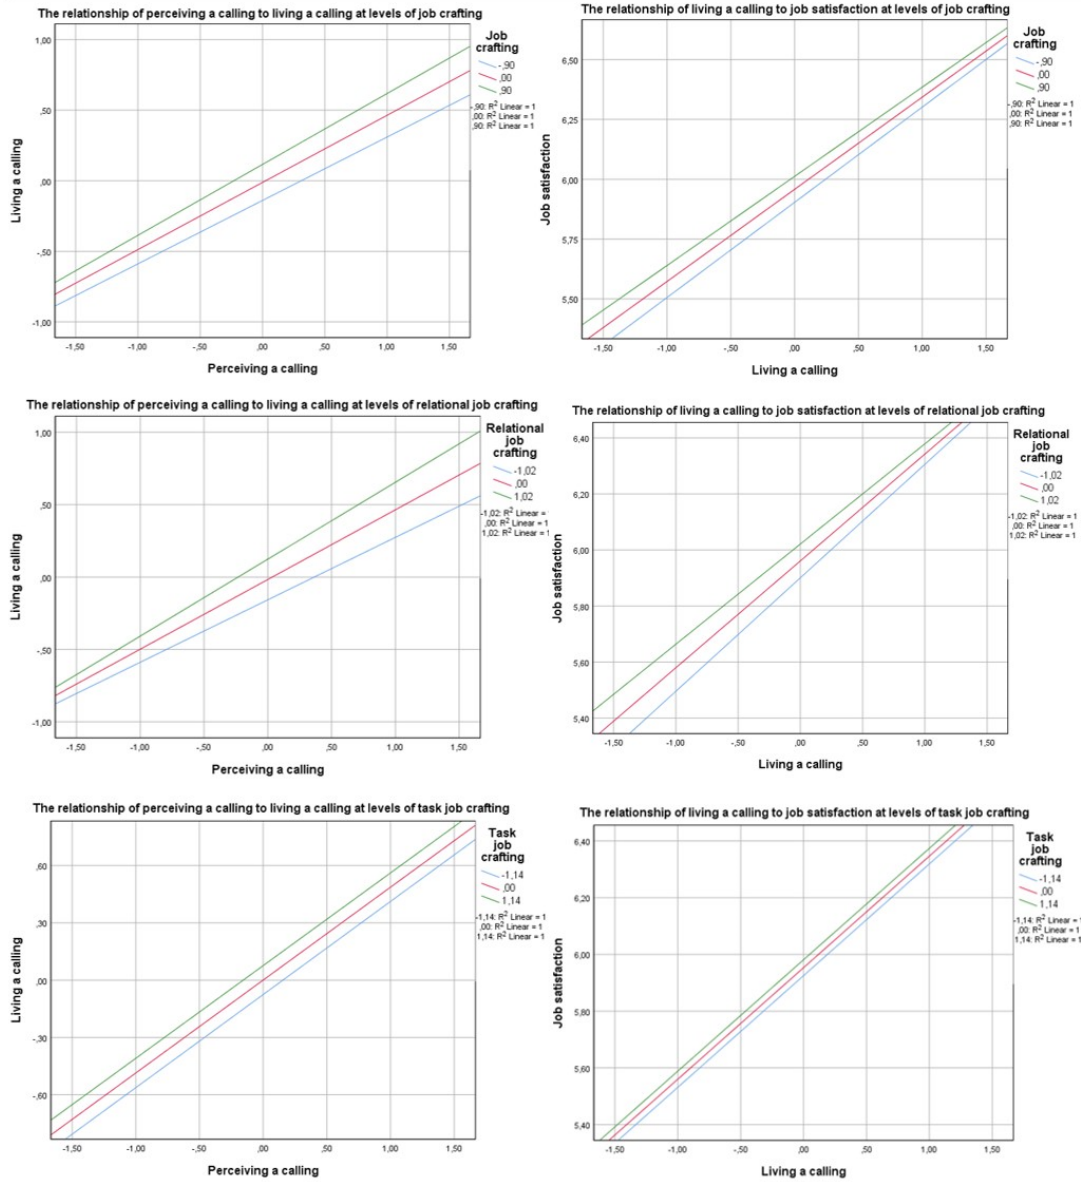 The relationship of perceiving a calling to living a calling at levels of job crafting
Living a calling
1,00
,50
,00
-,50
-1,00
-1,50
-1,00
-,50
,00
,50
1,00
1,50
Perceiving a calling
Job
crafting
-,90
,00
,90
-,90: R2 Linear = 1
,00: R2 Linear = 1
,90: R2 Linear = 1
The relationship of living a calling to job satisfaction at levels of job crafting
Job satisfaction
6,50
6,25
6,00
5,75
5,50
-1,50
-1,00
-,50
,00
,50
1,00
1,50
Living a calling
Job
crafting
-,90
,00
,90
-,90: R2 Linear = 1
,00: R2 Linear = 1
,90: R2 Linear = 1
The relationship of perceiving a calling to living a calling at levels of relational job crafting
Living a calling
1,00
,50
,00
-,50
-1,00
-1,50
-1,00
-,50
,00
,50
1,00
1,50
Perceiving a calling
Relational
job
crafting
-1,02
,00
1,02
-1,02: R2 Linear =
,00: R2 Linear = 1
1,02: R2 Linear = 1
The relationship of living a calling to job satisfaction at levels of relational job crafting
Job satisfaction
6,40
6,20
6,00
5,80
5,60
5,40
-1,50
-1,00
-,50
,00
,50
1,00
1,50
Living a calling
Relational
job
crafting
-1,02
,00
1,02
-1,02: R2 Linear = 1
,00: R2 Linear = 1
1,02: R2 Linear = 1
The relationship of perceiving a calling to living a calling at levels of task job crafting
Living a calling
,60
,30
,00
-,30
-,60
-1,50
-1,00
-,50
,00
,50
1,00
1,50
Perceiving a calling
Task
job
crafting
-1,14
,00
1,14
-1,14: R2 Linear = 1
,00: R2 Linear = 1
1,14: R2 Linear = 1
The relationship of living a calling to job satisfaction at levels of task job crafting
Job satisfaction
6,40
6,20
6,00
5,80
5,60
5,40
-1,50
-1,00
-,50
,00
,50
1,00
1,50
Living a calling
Task
job
crafting
-1,14
,00
1,14
-1,14: R2 Linear = 1
,00: R2 Linear = 1
1,14: R2 Linear = 1